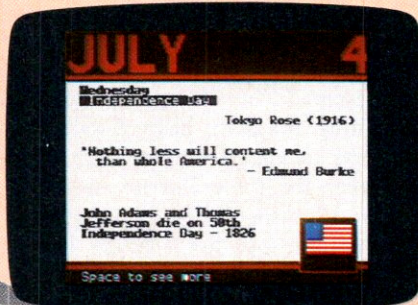 JULY 4
Wednesday
Independence Day
Tokyo Rose (1916)
"Nothing less will content me,
than whole America."
- Edmund Burke
John Adams and Thomas
Jefferson die on 50th
Independence Day - 1826
Space to see more